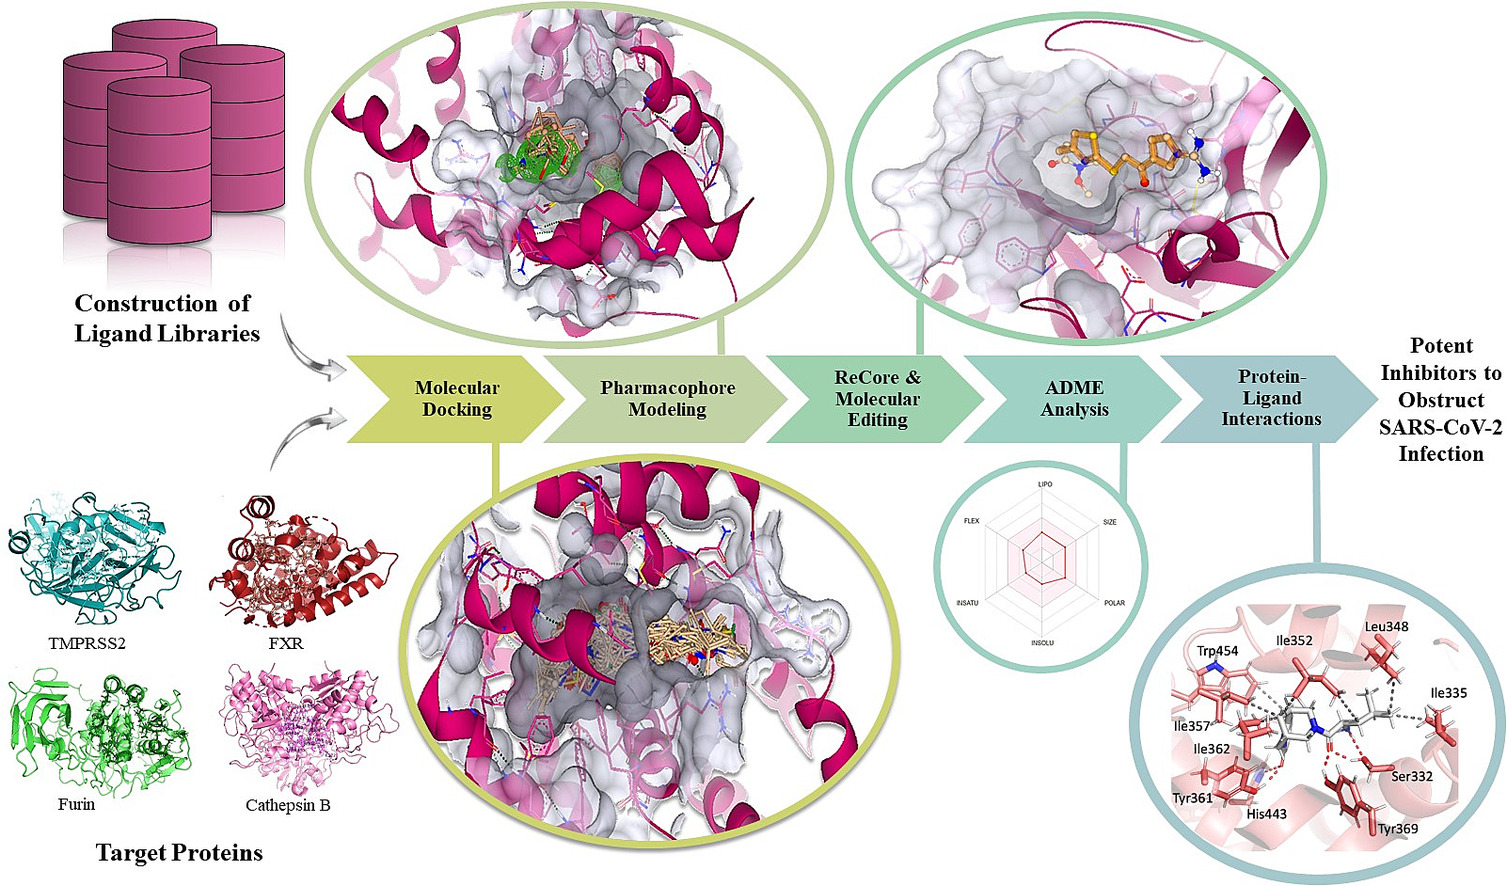 Construction of
Ligand Libraries
Molecular
Docking
Pharmacophore
Modeling
ReCore &
Molecular
Editing
ADME
Analysis
Protein-
Ligand
Interactions
Potent
Inhibitors to
Obstruct
SARS-CoV-2
Infection
TMPRSS2
FXR
Furin
Cathepsin B
Target Proteins
LIPO
FLEX
SIZE
INSATU
POLAR
INSOLU
Leu348
Ile352
Trp454
Ile335
Ile357
Ile362
Ser332
Tyr361
His443
Tyr369